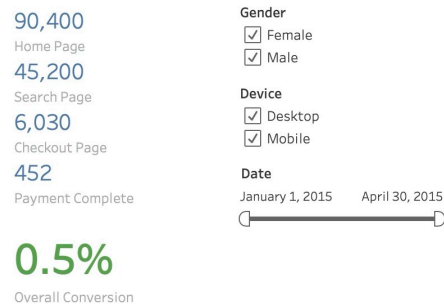 90,400
Home Page
45,200
Search Page
6,030
Checkout Page
452
Payment Complete
0.5%
Overall Conversion
Gender
Female
Male
Device
Desktop
Mobile
Date
January 1, 2015 April 30, 2015